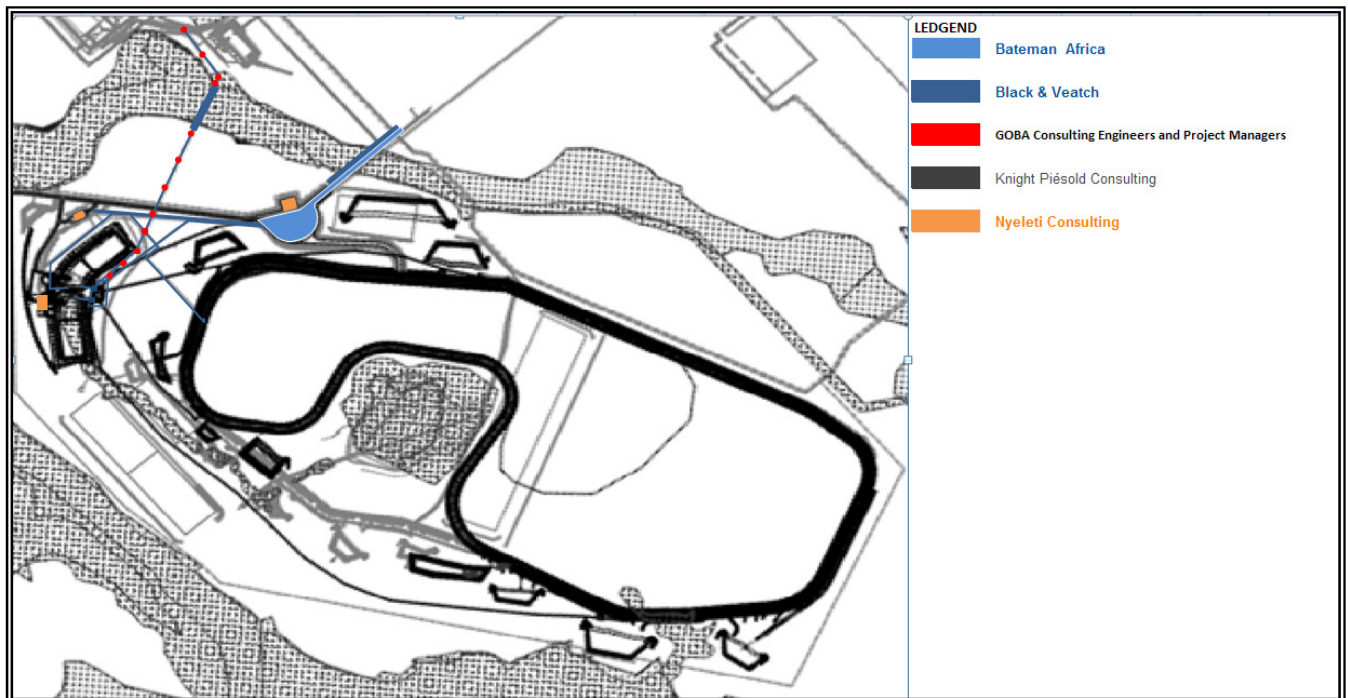 LEDGEND
Bateman Africa
Black & Veatch
GOBA Consulting Engineers and Project Managers
Knight Piésold Consulting
Nyeleti Consulting